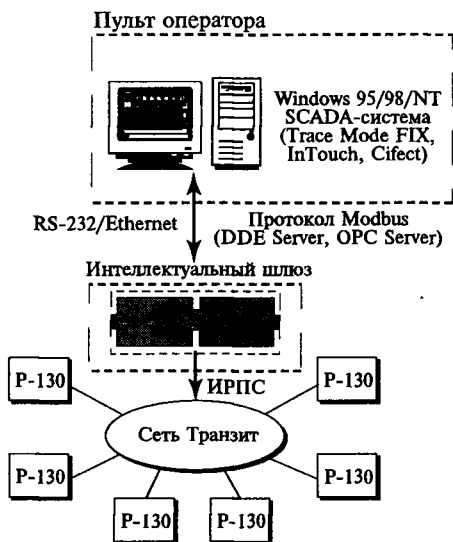 Пульт оператора
Windows 95/98/NT
SCADA-система
(Trace Mode FIX,
InTouch, Cifect)
RS-232/Ethernet
Протокол Modbus
(DDE Server, OPC Server)
Интеллектуальный шлюз
ИРПС
Р-130
Р-130
Сеть Транзит
Р-130
Р-130
Р-130
Р-130